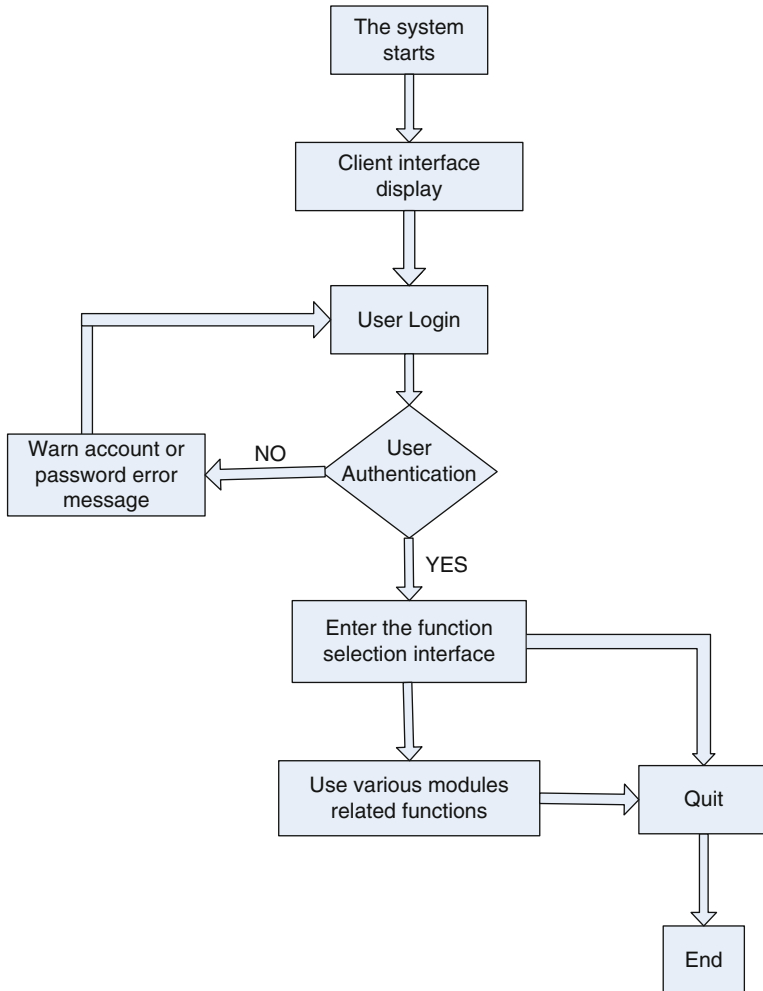 The system
starts
Client interface
display
User Login
User
Authentication
NO
Warn account or
password error
message
YES
Enter the function
selection interface
Use various modules
related functions
Quit
End